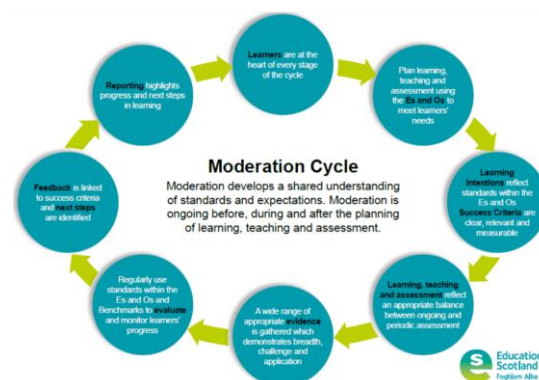 Learners are at the
heart of every stage
of the cycle
Plan learning,
teaching and
assessment using
the Es and Os to
meet learners'
needs
Learning
Intentions reflect
standards within the
Es and Os
Success Criteria are
clear, relevant and
measurable
Learning, teaching
and assessment reflect
an appropriate balance
between ongoing and
periodic assessment
A wide range of
appropriate evidence
is gathered which
demonstrates breadth,
challenge and
application
Regularly use
standards within the
Es and Os and
Benchmarks to evaluate
and monitor learners'
progress
Feedback is linked
to success criteria
and next steps
are identified
Reporting highlights
progress and next steps
in learning
Moderation Cycle
Moderation develops a shared understanding
of standards and expectations. Moderation is
ongoing before, during and after the planning
of learning, teaching and assessment.
Education
Scotland
Foghlam Alba